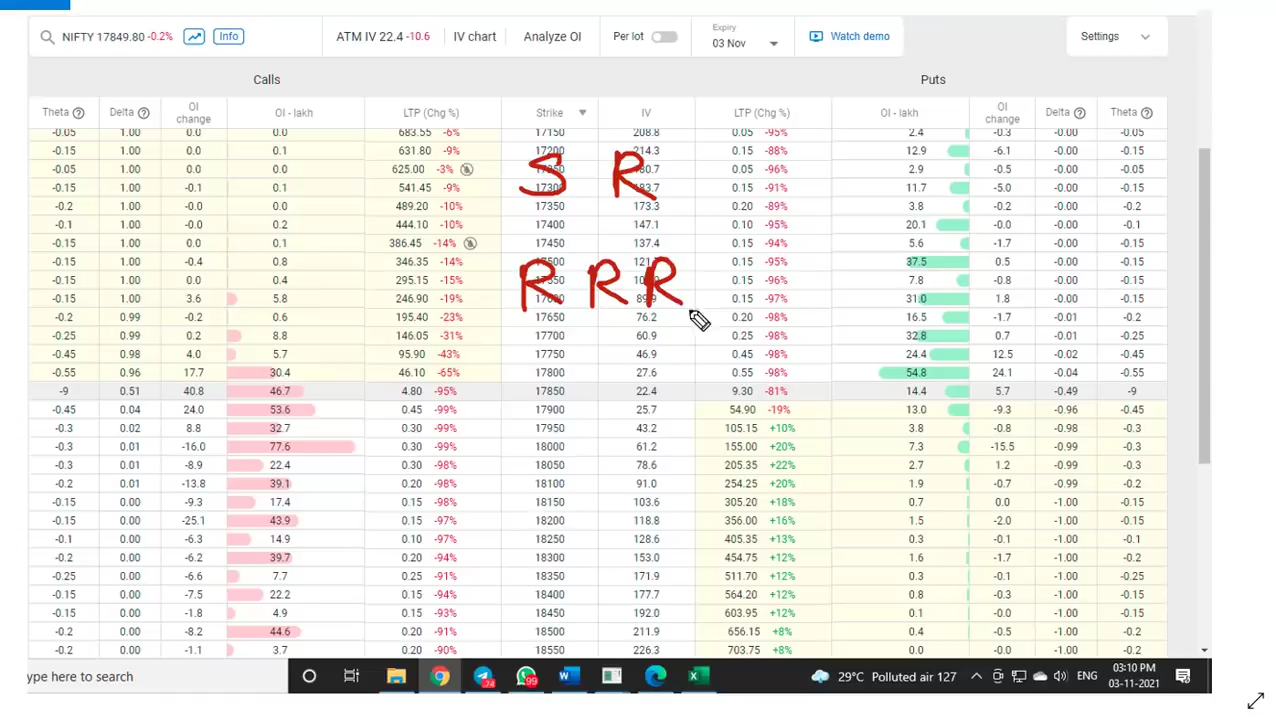 NIFTY 17849.80 -0.2% Info ATM IV 22.4 -10.6 IV chart Analyze OI Per lot Expiry 03 Nov Watch demo Settings
Calls Puts
Theta Delta OI change OI - lakh LTP (Chg %) Strike IV LTP (Chg %) OI - lakh OI change Delta Theta
-0.05 1.00 0.0 0.0 683.55 -6% 17150 208.8 0.05 -95% 2.4 -0.3 -0.00 -0.05
-0.15 1.00 0.0 0.1 631.80 -9% 17200 214.3 0.15 -88% 12.9 -6.1 -0.00 -0.15
-0.05 1.00 0.0 0.0 625.00 -3% 0.05 -96% 2.9 -0.5 -0.00 -0.05
S R
-0.15 1.00 -0.1 0.1 541.45 -9% 17300 0.15 -91% 11.7 -5.0 -0.00 -0.15
-0.2 1.00 -0.0 0.0 489.20 -10% 17350 173.3 0.20 -89% 3.8 -0.2 -0.00 -0.2
-0.1 1.00 -0.0 0.2 444.10 -10% 17400 147.1 0.10 -95% 20.1 -0.0 -0.00 -0.1
-0.15 1.00 0.0 0.1 386.45 -14% 17450 137.4 0.15 -94% 5.6 -1.7 -0.00 -0.15
-0.15 1.00 -0.4 0.8 346.35 -14% 17500 0.15 -95% 37.5 0.5 -0.00 -0.15
R R R
-0.15 1.00 0.0 0.4 295.15 -15% 0.15 -96% 7.8 -0.8 -0.00 -0.15
-0.15 1.00 3.6 5.8 246.90 -19% 0.15 -97% 31.0 1.8 -0.00 -0.15
-0.2 0.99 -0.2 0.6 195.40 -23% 17650 76.2 0.20 -98% 16.5 -1.7 -0.01 -0.2
-0.25 0.99 0.2 8.8 146.05 -31% 17700 60.9 0.25 -98% 32.8 0.7 -0.01 -0.25
-0.45 0.98 4.0 5.7 95.90 -43% 17750 46.9 0.45 -98% 24.4 12.5 -0.02 -0.45
-0.55 0.96 17.7 30.4 46.10 -65% 17800 27.6 0.55 -98% 54.8 24.1 -0.04 -0.55
-9 0.51 40.8 46.7 4.80 -95% 17850 22.4 9.30 -81% 14.4 5.7 -0.49 -9
-0.45 0.04 24.0 53.6 0.45 -99% 17900 25.7 54.90 -19% 13.0 -9.3 -0.96 -0.45
-0.3 0.02 8.8 32.7 0.30 -99% 17950 43.2 105.15 +10% 3.8 -0.8 -0.98 -0.3
-0.3 0.01 -16.0 77.6 0.30 -99% 18000 61.2 155.00 +20% 7.3 -15.5 -0.99 -0.3
-0.3 0.01 -8.9 22.4 0.30 -98% 18050 78.6 205.35 +22% 2.7 1.2 -0.99 -0.3
-0.2 0.01 -13.8 39.1 0.20 -98% 18100 91.0 254.25 +20% 1.9 -0.7 -0.99 -0.2
-0.15 0.00 -9.3 17.4 0.15 -98% 18150 103.6 305.20 +18% 0.7 0.0 -1.00 -0.15
-0.15 0.00 -25.1 43.9 0.15 -97% 18200 118.8 356.00 +16% 1.5 -2.0 -1.00 -0.15
-0.1 0.00 -6.3 14.9 0.10 -97% 18250 128.6 405.35 +13% 0.3 -0.1 -1.00 -0.1
-0.2 0.00 -6.2 39.7 0.20 -94% 18300 153.0 454.75 +12% 1.6 -1.7 -1.00 -0.2
-0.25 0.00 -6.6 7.7 0.25 -91% 18350 171.9 511.70 +12% 0.3 -0.1 -1.00 -0.25
-0.15 0.00 -7.5 22.2 0.15 -94% 18400 177.7 564.20 +12% 0.8 -0.3 -1.00 -0.15
-0.15 0.00 -1.8 4.9 0.15 -93% 18450 192.0 603.95 +12% 0.1 -0.0 -1.00 -0.15
-0.2 0.00 -8.2 44.6 0.20 -91% 18500 211.9 656.15 +8% 0.4 -0.5 -1.00 -0.2
-0.2 0.00 -1.1 3.7 0.20 -90% 18550 226.3 703.75 +8% 0.0 -0.0 -1.00 -0.2
ype here to search 74 99 29°C Polluted air 127 ENG 03:10 PM
03-11-2021